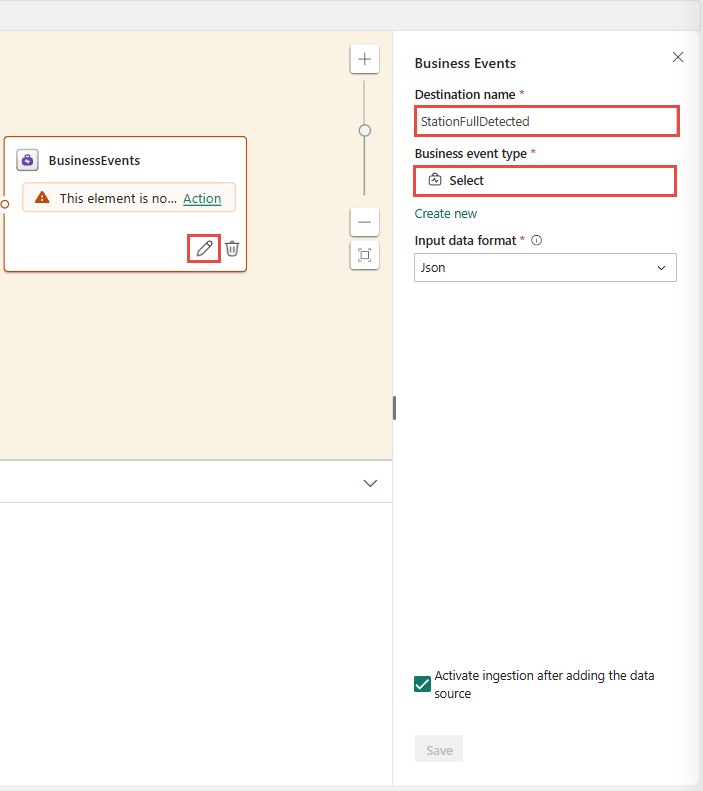 BusinessEvents
This element is no... Action
Business Events
Destination name *
StationFullDetected
Business event type *
Select
Create new
Input data format *
Json
Activate ingestion after adding the data
source
Save